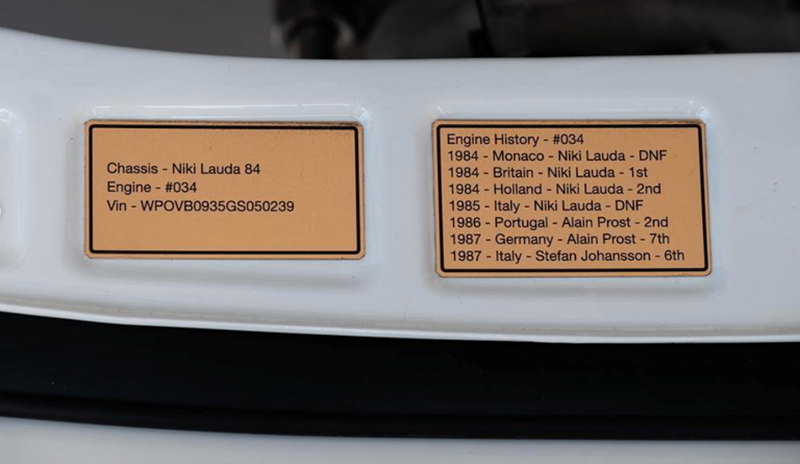 Chassis - Niki Lauda 84
Engine - #034
Vin - WPOVB0935GS050239
Engine History - #034
1984 - Monaco - Niki Lauda - DNF
1984 - Britain - Niki Lauda - 1st
1984 - Holland - Niki Lauda - 2nd
1985 - Italy - Niki Lauda - DNF
1986 - Portugal - Alain Prost - 2nd
1987 - Germany - Alain Prost - 7th
1987 - Italy - Stefan Johansson - 6th